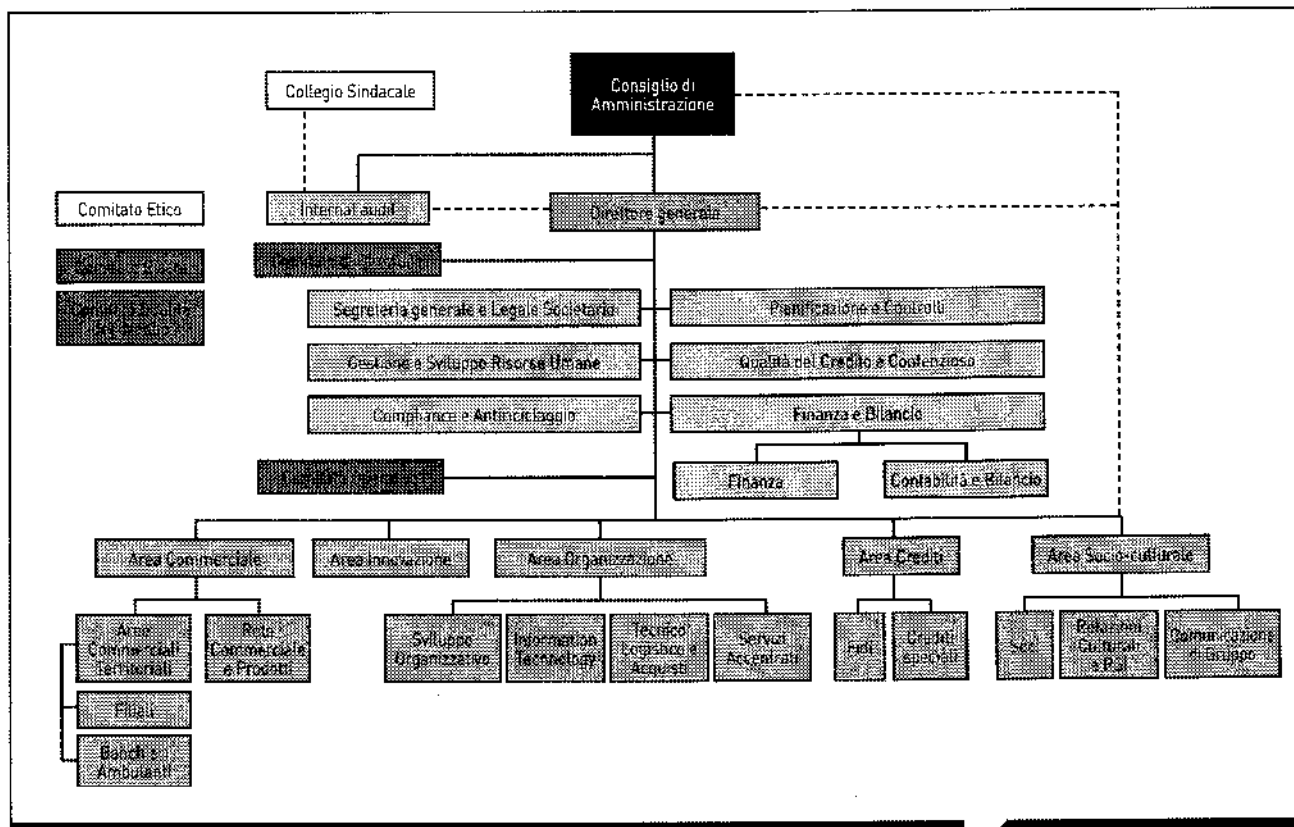 Collegio Sindacale
Consiglio di
Amministrazione
Comitato Etico
Internal audit
Direttore generale
Segreteria generale e Legale Societario
Pianificazione e Controlli
Gestione e Sviluppo Risorse Umane
Qualità del Credito e Contenzioso
Compliance e Antiriciclaggio
Finanza e Bilancio
Finanza
Contabilità e Bilancio
Area Commerciale
Area Innovazione
Area Organizzazione
Area Crediti
Area Socio-culturale
Aree
Commerciali
Territoriali
Rete
Commerciale
e Prodotti
Sviluppo
Organizzativo
Information
Technology
Tecnico
Logistico e
Acquisti
Servizi
Accentrati
Fidi
Crediti
speciali
Soci
Relazioni
Culturali
Comunicazione
di Gruppo
Filiali
Ambulanti